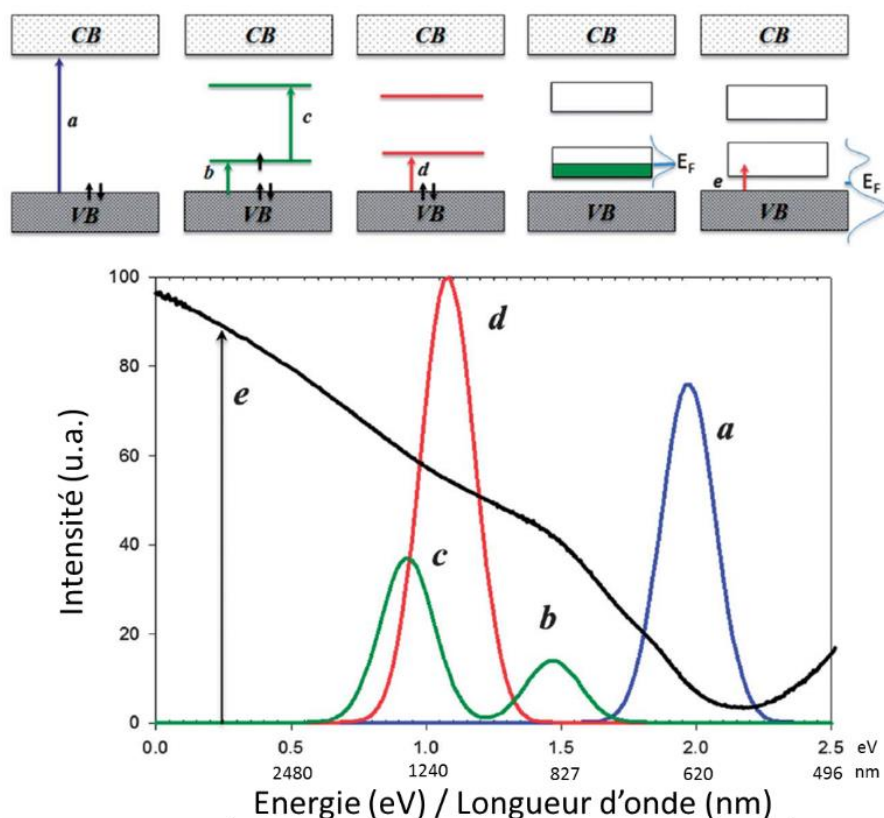 CB CB CB CB CB
a
c
b
d
E_F
e
E_F
VB VB VB VB VB
Intensité (u.a.)
100
80
60
40
20
0
e
d
a
c
b
0.0 0.5 1.0 1.5 2.0 2.5 eV
2480 1240 827 620 496 nm
Energie (eV) / Longueur d'onde (nm)